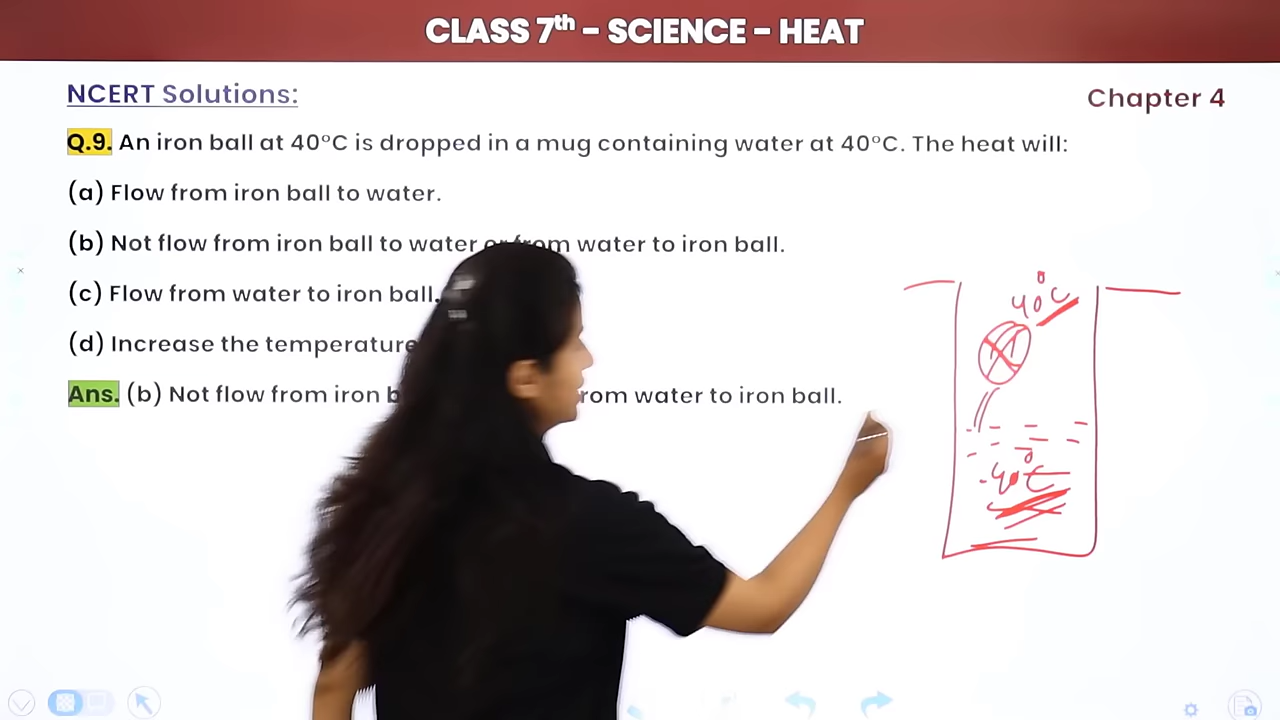 CLASS 7th - SCIENCE - HEAT
NCERT Solutions:
Chapter 4
Q.9. An iron ball at 40°C is dropped in a mug containing water at 40°C. The heat will:
(a) Flow from iron ball to water.
(b) Not flow from iron ball to water or from water to iron ball.
(c) Flow from water to iron ball.
(d) Increase the temperature
Ans. (b) Not flow from iron from water to iron ball.
40°C
40°C